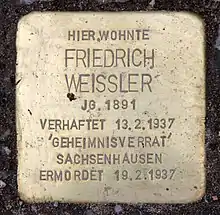 HIER WOHNTE
FRIEDRICH
WEISSLER
JG. 1891
VERHAFTET 13.2.1937
'GEHEIMNISVERRAT'
SACHSENHAUSEN
ERMORDET 19.2.1937